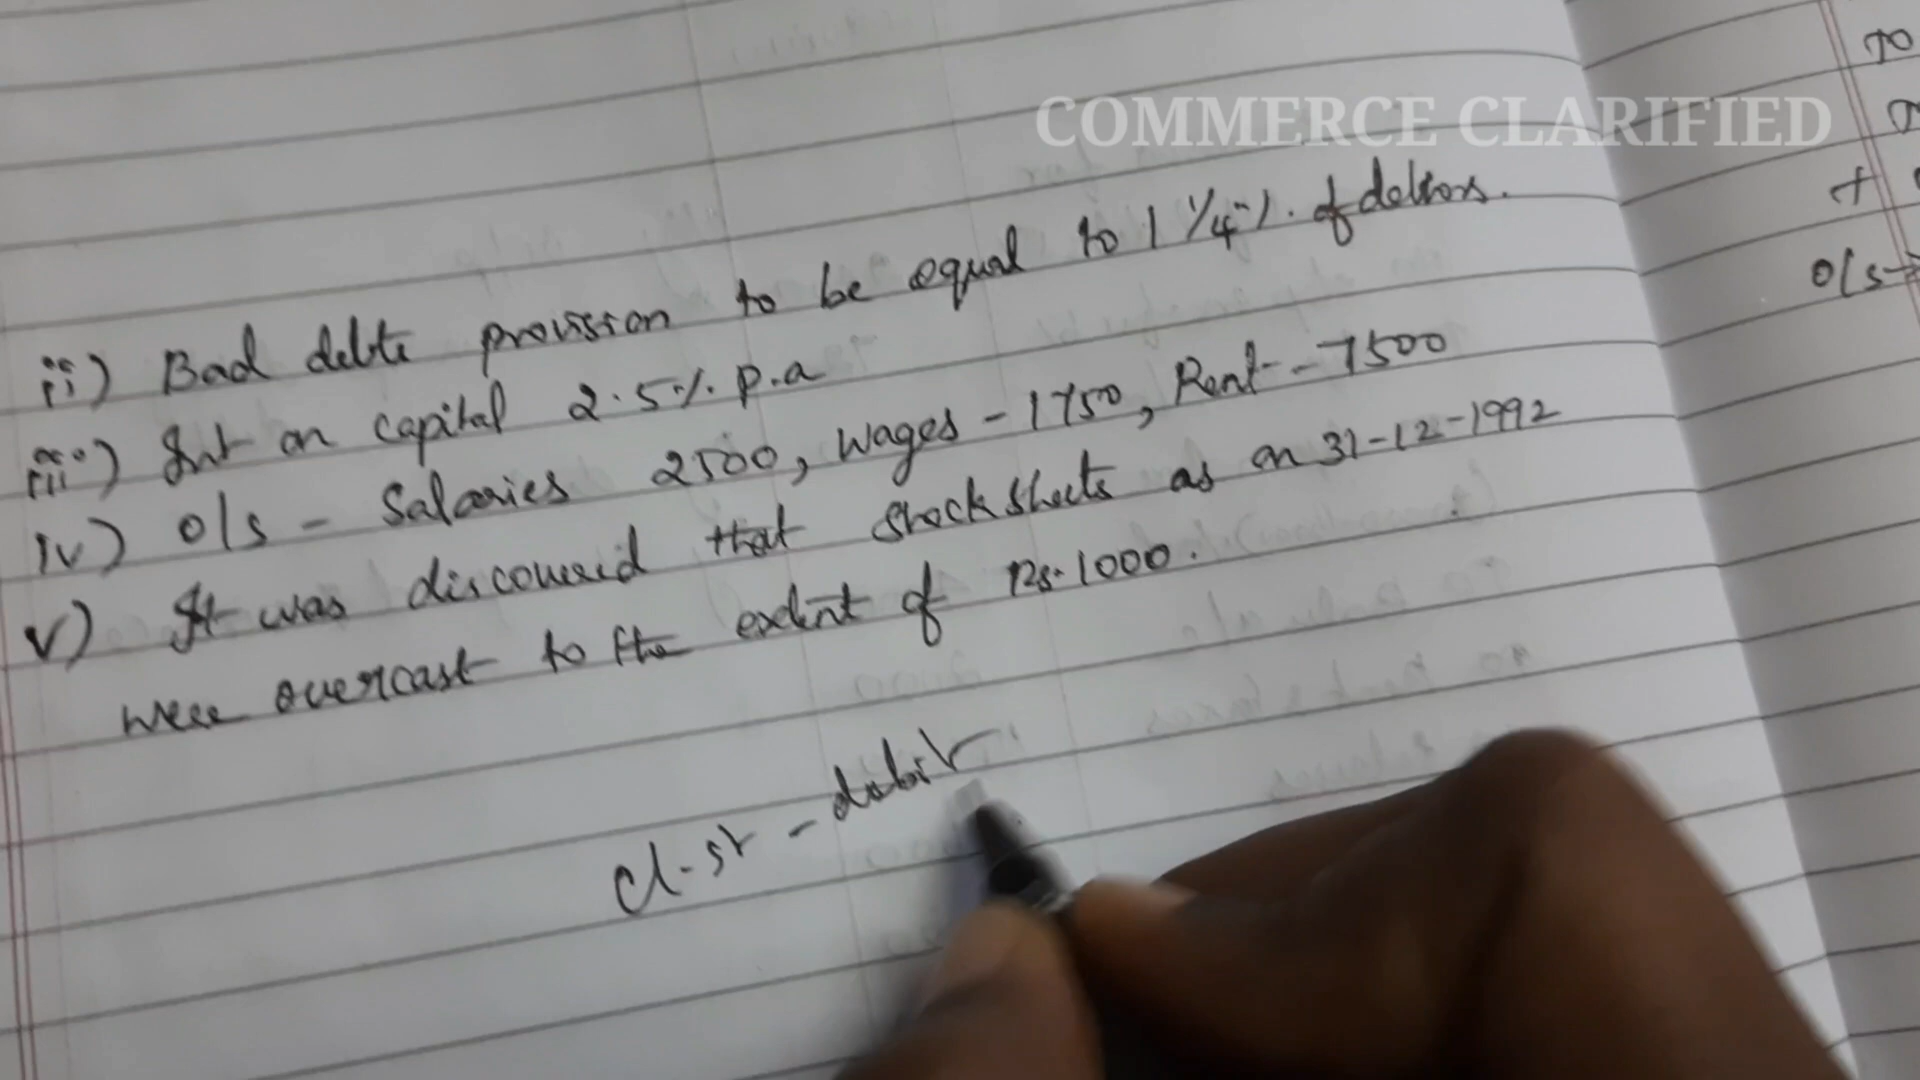 COMMERCE CLARIFIED
ii) Bad debts provission to be equal to 1 1/4%. of debtors.
iii) Int on capital 2.5%. p.a
iv) o/s - Salaries 2500, wages - 1750, Rent - 7500
v) It was discovered that stock sheets as on 31-12-1992
were overcast to the extent of Rs. 1000.
cl. st - debit
TO
+
o/s